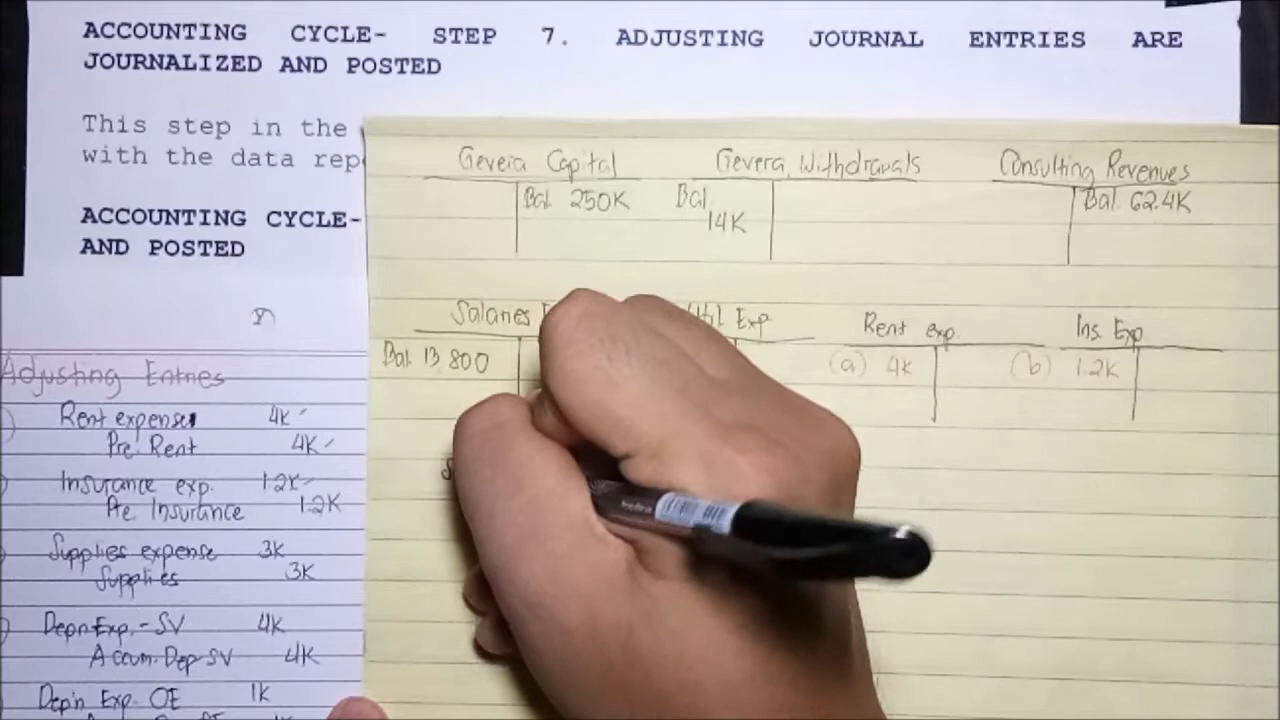 ACCOUNTING CYCLE- STEP 7. ADJUSTING JOURNAL ENTRIES ARE
JOURNALIZED AND POSTED
This step in the
with the data rep
ACCOUNTING CYCLE-
AND POSTED
Adjusting Entries
Rent expense 4K
Pre. Rent 4K
Insurance exp. 1.2K
Pre Insurance 1.2K
Supplies expense 3K
Supplies 3K
Depn Exp.-SV 4K
Accum. Dep SV 4K
Dep'n Exp. OE 1K
Gevera Capital Gevera, Withdrawals Consulting Revenues
Bal. 250K Bal. Bal. 62.4K
14K
Salaries Exp Rent exp. Ins. Exp
Bal. 13,800 (a) 4K (b) 1.2K